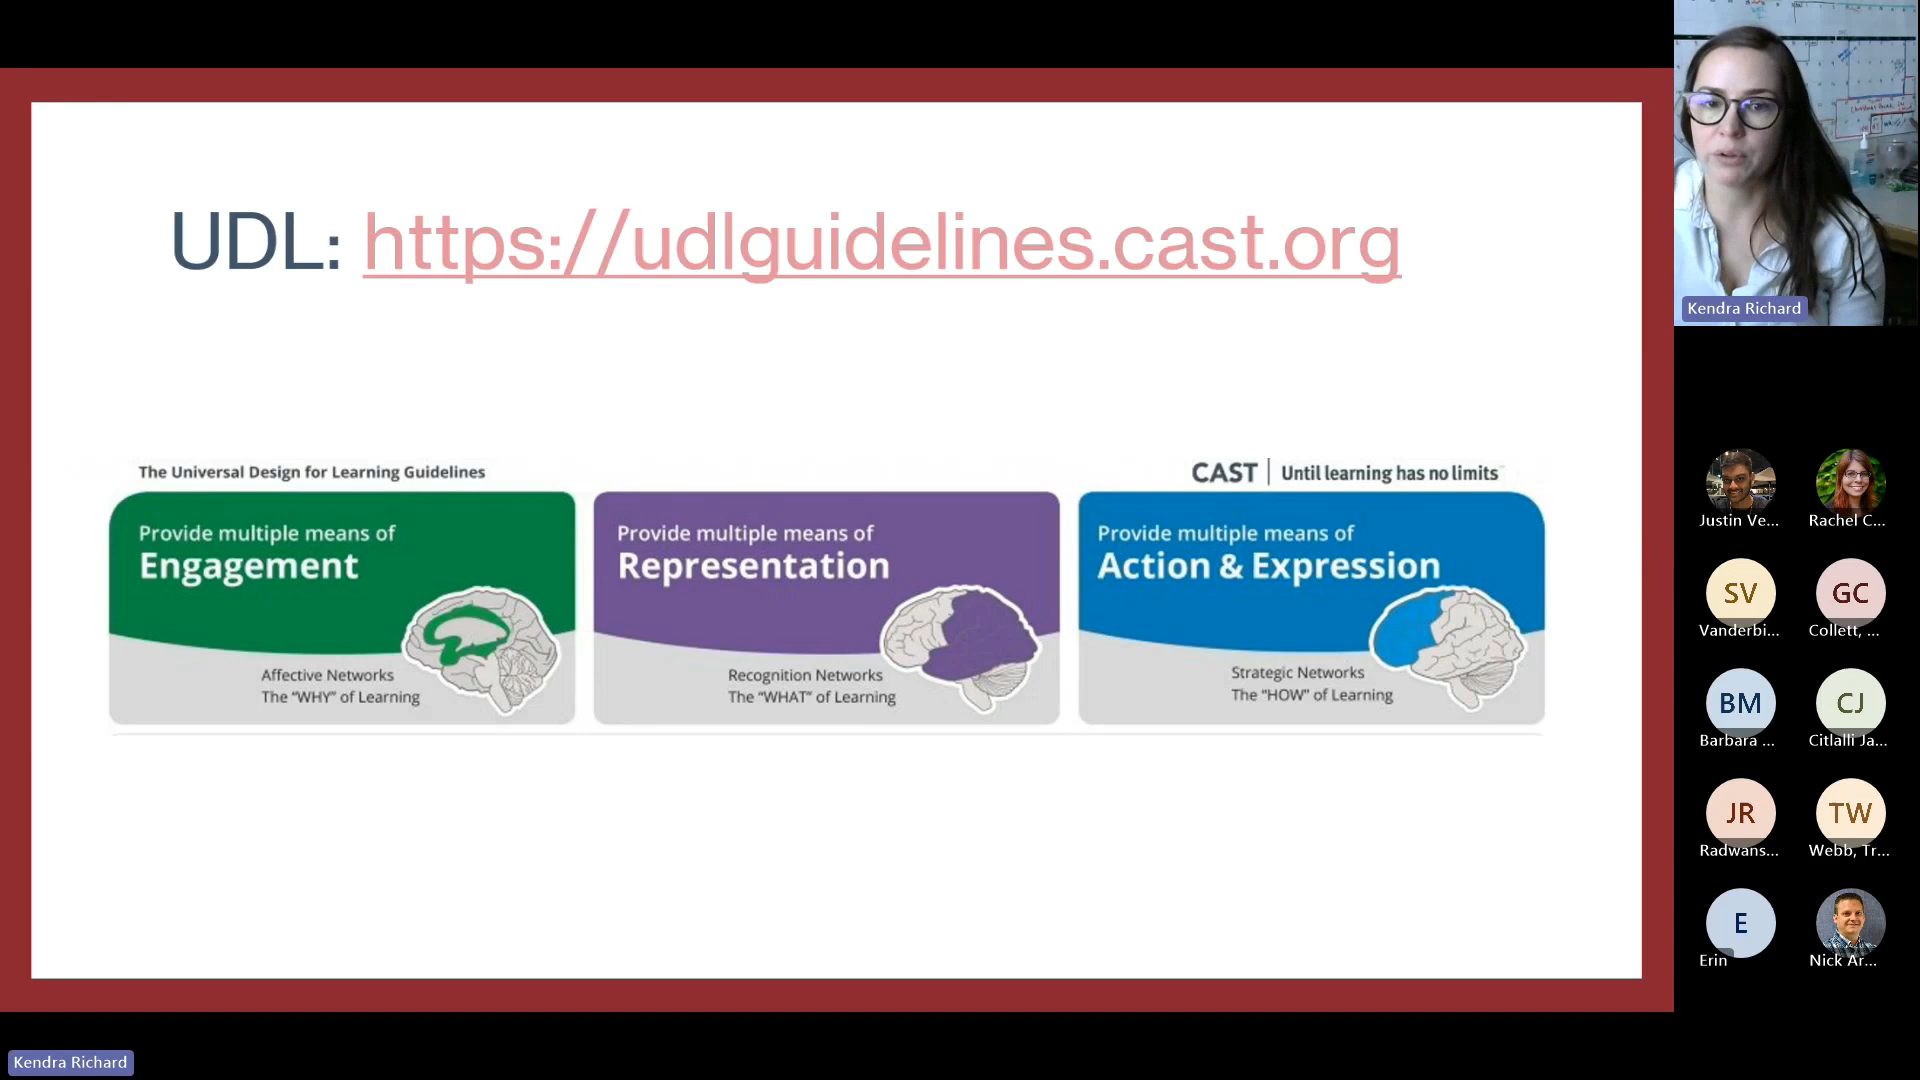 UDL: https://udlguidelines.cast.org
The Universal Design for Learning Guidelines
CAST | Until learning has no limits
Provide multiple means of
Engagement
Affective Networks
The “WHY” of Learning
Provide multiple means of
Representation
Recognition Networks
The “WHAT” of Learning
Provide multiple means of
Action & Expression
Strategic Networks
The “HOW” of Learning
Kendra Richard
Justin Ve...
Rachel C...
SV
Vanderbi...
GC
Collett, ...
BM
Barbara ...
CJ
Citlalli Ja...
JR
Radwans...
TW
Webb, Tr...
E
Erin
Nick Ar...
Kendra Richard